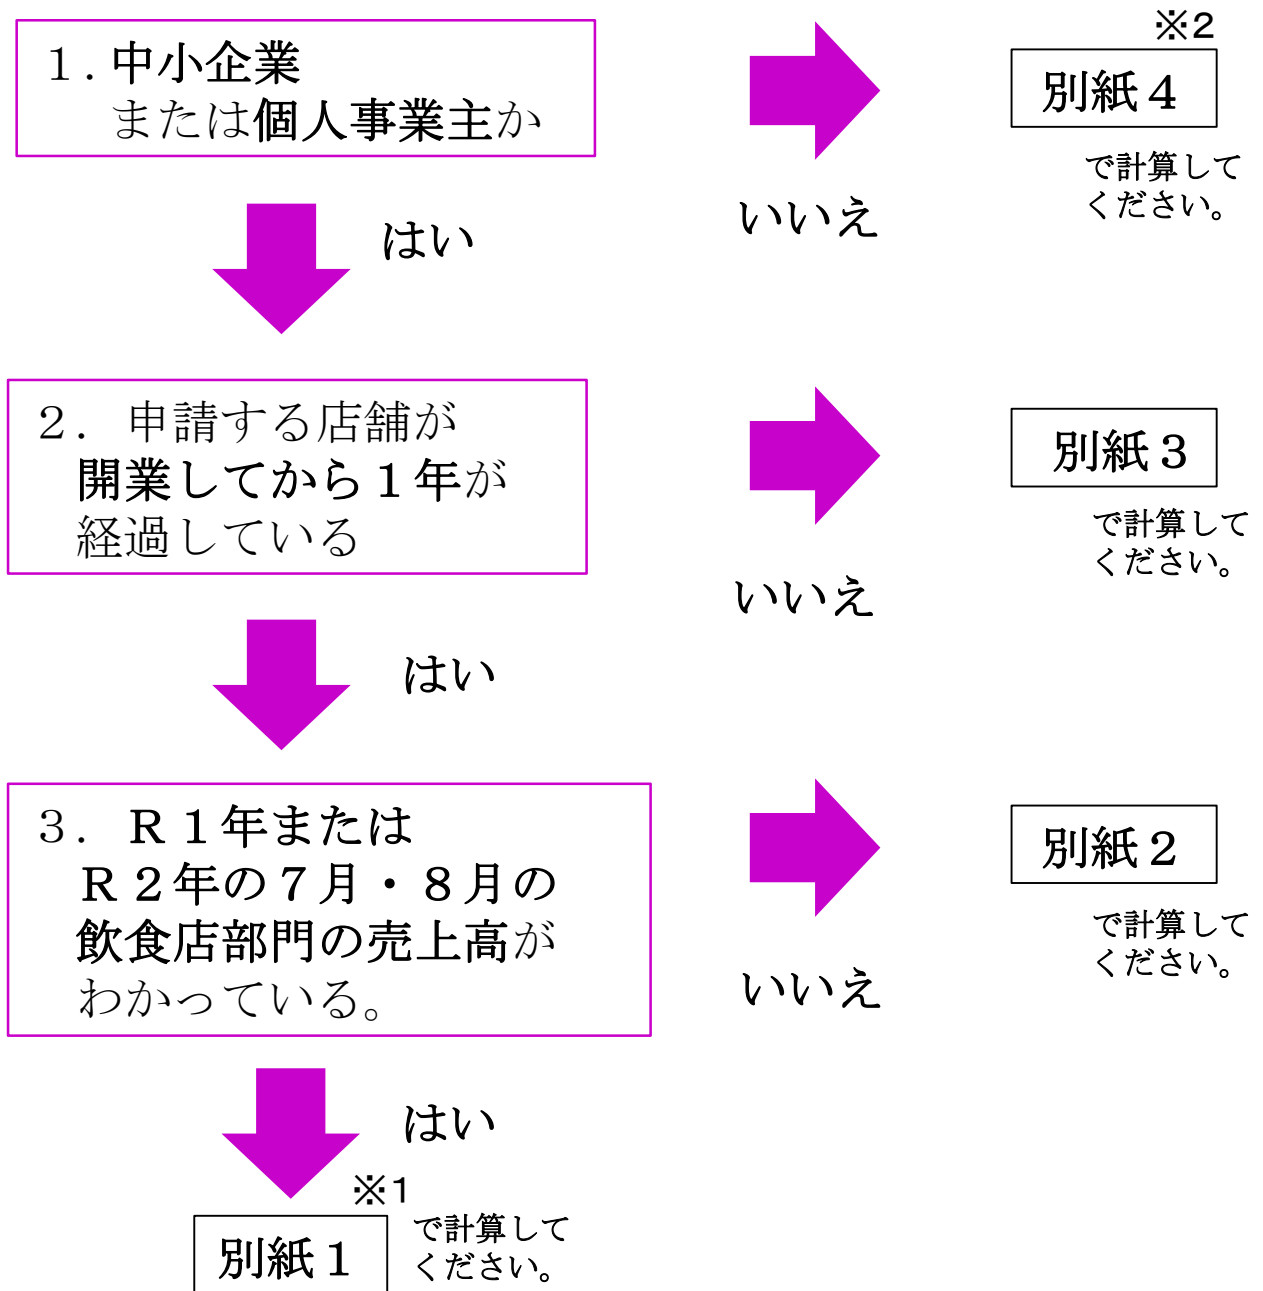 １．中小企業
または個人事業主か
はい
いいえ
※2
別紙４
で計算して
ください。
２．申請する店舗が
開業してから１年が
経過している
はい
いいえ
別紙３
で計算して
ください。
３．Ｒ１年または
Ｒ２年の７月・８月の
飲食店部門の売上高が
わかっている。
はい
いいえ
別紙２
で計算して
ください。
※1
別紙１
で計算して
ください。